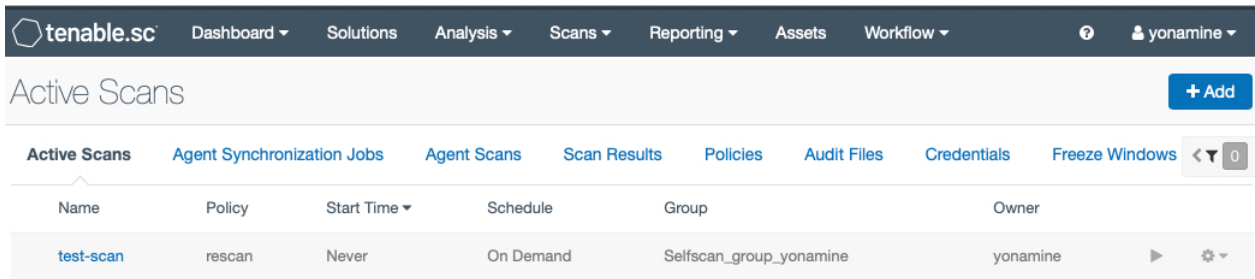 tenable.sc Dashboard Solutions Analysis Scans Reporting Assets Workflow ? yonamine
Active Scans + Add
Active Scans Agent Synchronization Jobs Agent Scans Scan Results Policies Audit Files Credentials Freeze Windows 0
Name Policy Start Time Schedule Group Owner
test-scan rescan Never On Demand Selfscan_group_yonamine yonamine